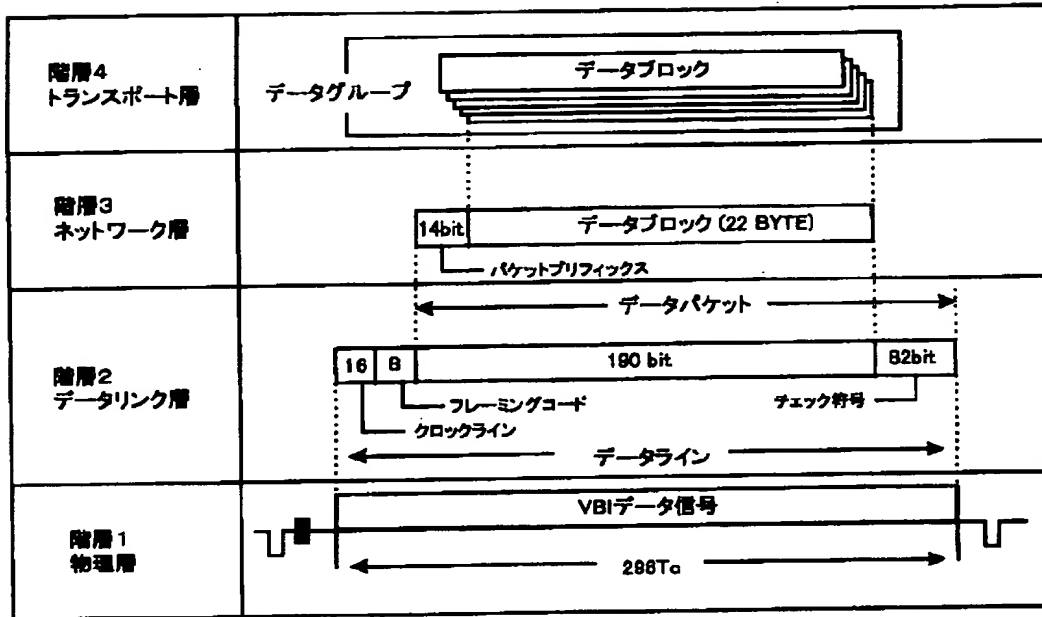 階層4
トランスポート層
データグループ
データブロック
階層3
ネットワーク層
14bit
データブロック (22 BYTE)
パケットプリフィックス
データパケット
階層2
データリンク層
16
8
190 bit
82bit
フレーミングコード
チェック符号
クロックライン
データライン
階層1
物理層
VBIデータ信号
296Ta